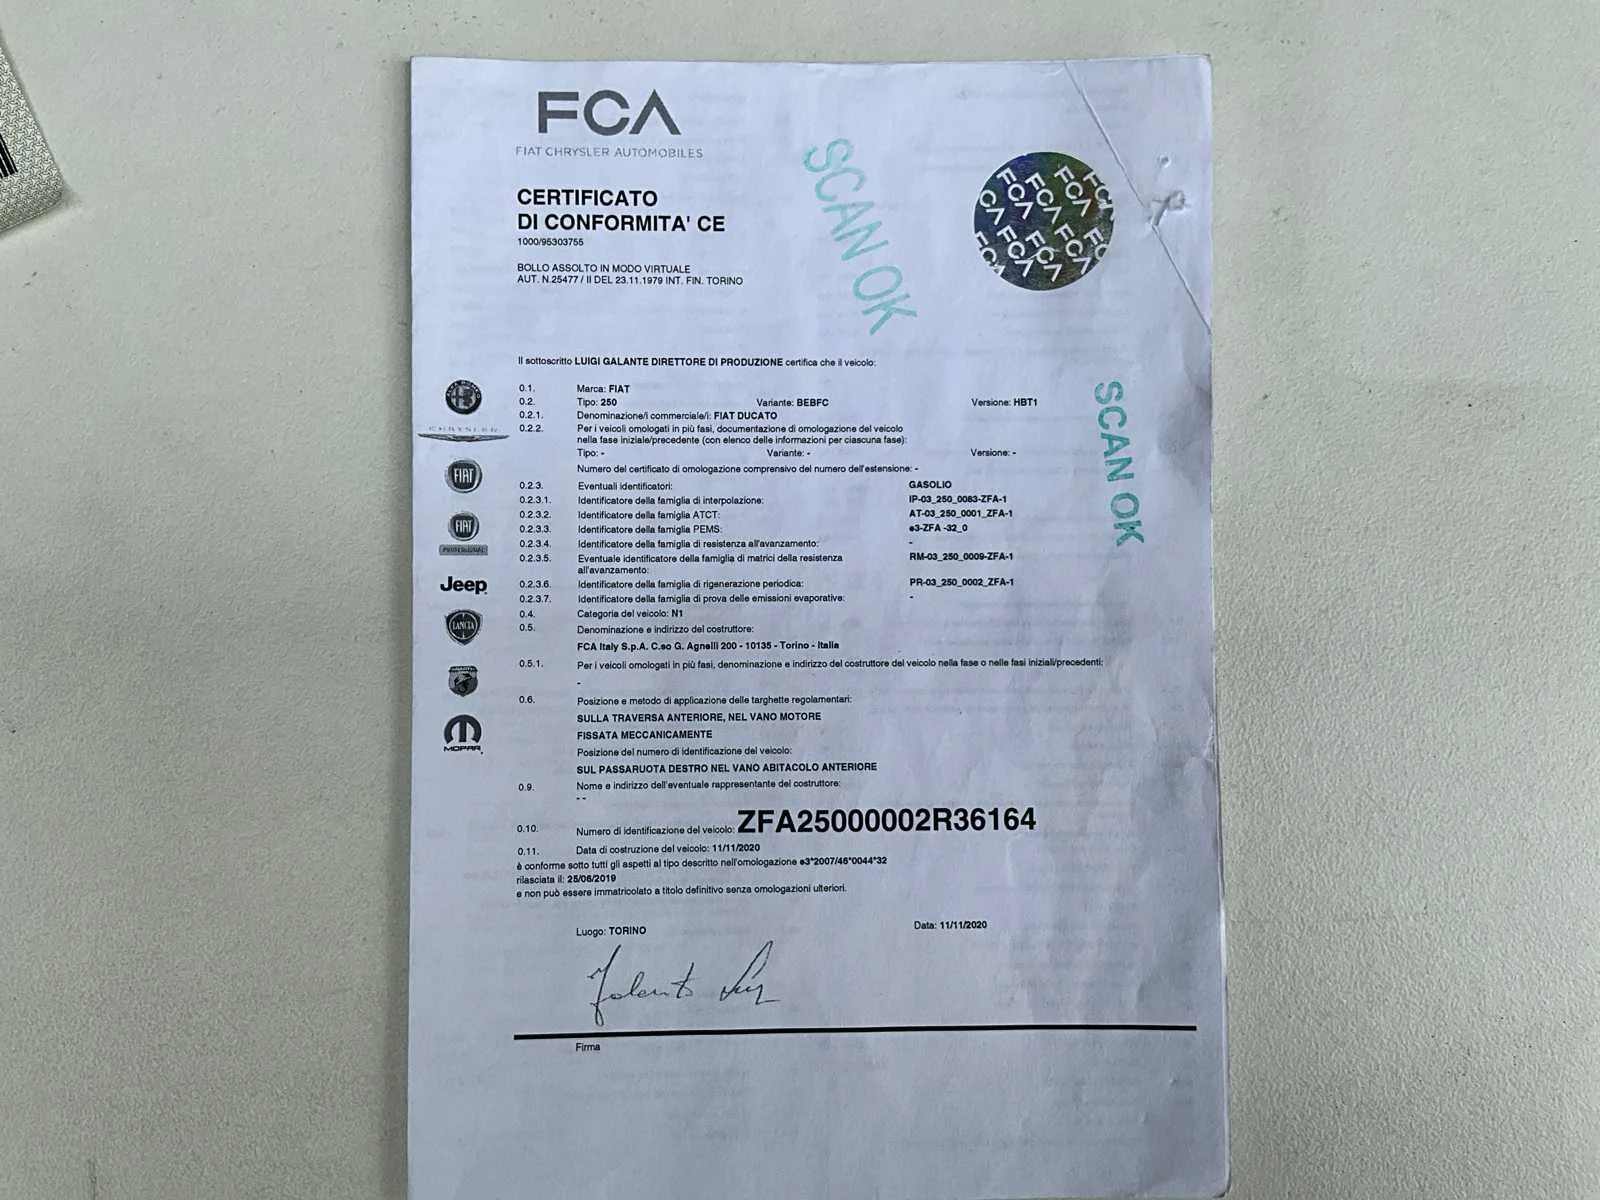 FCA
FIAT CHRYSLER AUTOMOBILES
CERTIFICATO
DI CONFORMITA' CE
1000/95303755
BOLLO ASSOLTO IN MODO VIRTUALE
AUT. N.25477 / II DEL 23.11.1979 INT. FIN. TORINO
SCAN OK
SCAN OK
Il sottoscritto LUIGI GALANTE DIRETTORE DI PRODUZIONE certifica che il veicolo:
0.1. Marca: FIAT
0.2. Tipo: 250 Variante: BEBFC Versione: HBT1
0.2.1. Denominazione/i commerciale/i: FIAT DUCATO
0.2.2. Per i veicoli omologati in più fasi, documentazione di omologazione del veicolo
nella fase iniziale/precedente (con elenco delle informazioni per ciascuna fase):
Tipo: - Variante: - Versione: -
Numero del certificato di omologazione comprensivo del numero dell'estensione: -
0.2.3. Eventuali identificatori: GASOLIO
0.2.3.1. Identificatore della famiglia di interpolazione: IP-03_250_0083-ZFA-1
0.2.3.2. Identificatore della famiglia ATCT: AT-03_250_0001_ZFA-1
0.2.3.3. Identificatore della famiglia PEMS: e3-ZFA -32_0
0.2.3.4. Identificatore della famiglia di resistenza all'avanzamento: -
0.2.3.5. Eventuale identificatore della famiglia di matrici della resistenza RM-03_250_0009-ZFA-1
all'avanzamento:
0.2.3.6. Identificatore della famiglia di rigenerazione periodica: PR-03_250_0002_ZFA-1
0.2.3.7. Identificatore della famiglia di prova delle emissioni evaporative: -
0.4. Categoria del veicolo: N1
0.5. Denominazione e indirizzo del costruttore:
FCA Italy S.p.A. C.so G. Agnelli 200 - 10135 - Torino - Italia
0.5.1. Per i veicoli omologati in più fasi, denominazione e indirizzo del costruttore del veicolo nella fase o nelle fasi iniziali/precedenti:
-
0.6. Posizione e metodo di applicazione delle targhette regolamentari:
SULLA TRAVERSA ANTERIORE, NEL VANO MOTORE
FISSATA MECCANICAMENTE
Posizione del numero di identificazione del veicolo:
SUL PASSARUOTA DESTRO NEL VANO ABITACOLO ANTERIORE
0.9. Nome e indirizzo dell'eventuale rappresentante del costruttore:
- -
0.10. Numero di identificazione del veicolo: ZFA25000002R36164
0.11. Data di costruzione del veicolo: 11/11/2020
è conforme sotto tutti gli aspetti al tipo descritto nell'omologazione e3*2007/46*0044*32
rilasciata il: 25/06/2019
e non può essere immatricolato a titolo definitivo senza omologazioni ulteriori.
Luogo: TORINO Data: 11/11/2020
Firma
CHRYSLER
FIAT
FIAT
PROFESSIONAL
Jeep
LANCIA
MOPAR